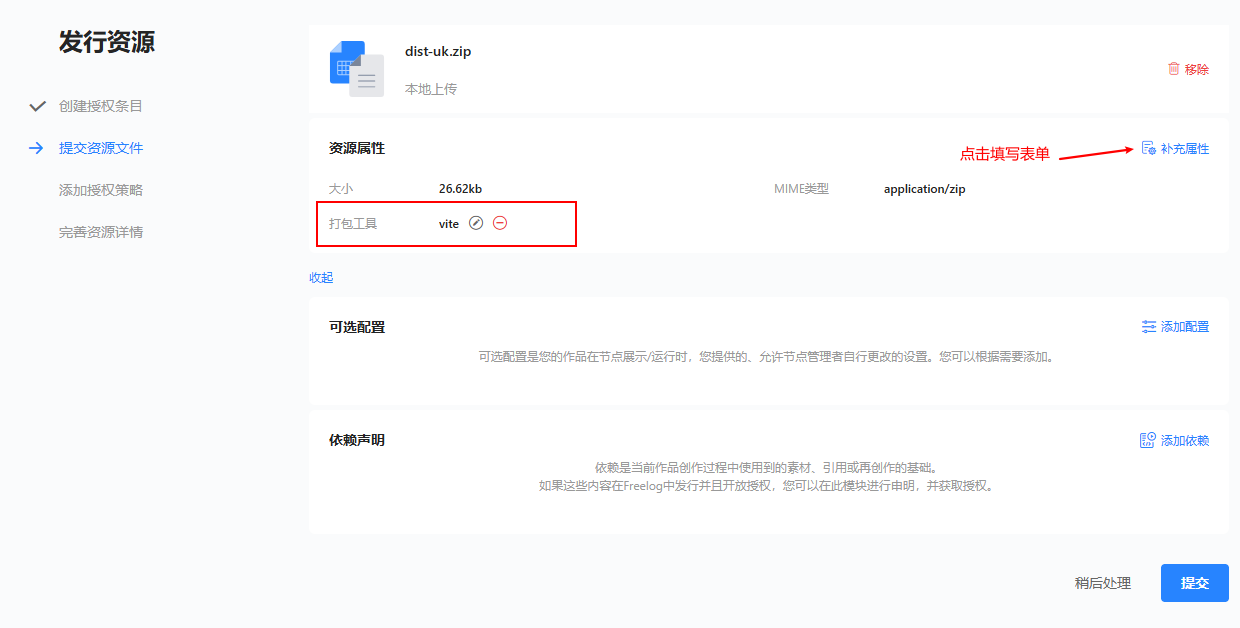 发行资源
创建授权条目
提交资源文件
添加授权策略
完善资源详情
dist-uk.zip
本地上传
移除
资源属性
点击填写表单
补充属性
大小 26.62kb
MIME类型 application/zip
打包工具 vite
收起
可选配置
添加配置
可选配置是您的作品在节点展示/运行时，您提供的、允许节点管理者自行更改的设置。您可以根据需要添加。
依赖声明
添加依赖
依赖是当前作品创作过程中使用到的素材、引用或再创作的基础。
如果这些内容在Freelog中发行并且开放授权，您可以在此模块进行申明，并获取授权。
稍后处理
提交